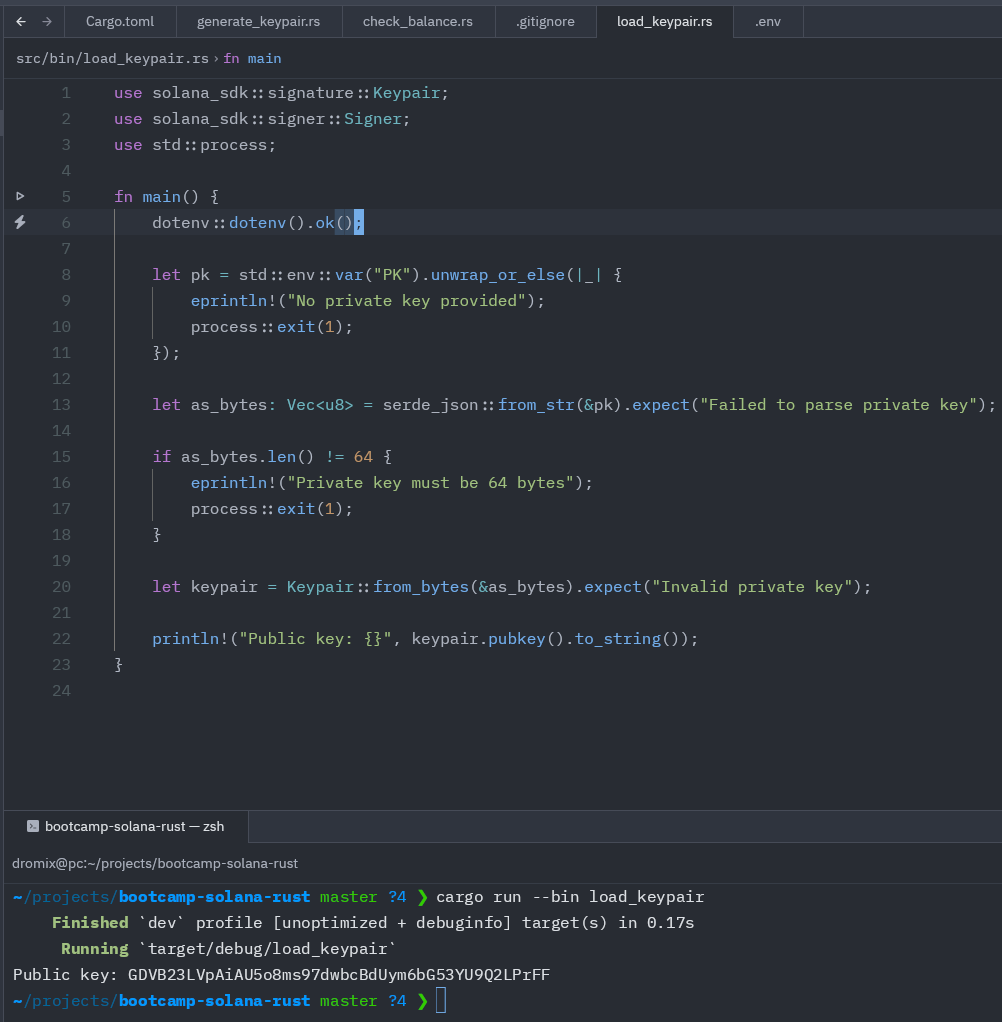 ← → Cargo.toml generate_keypair.rs check_balance.rs .gitignore load_keypair.rs .env
src/bin/load_keypair.rs › fn main
1 use solana_sdk::signature::Keypair;
2 use solana_sdk::signer::Signer;
3 use std::process;
4
5 fn main() {
6     dotenv::dotenv().ok();
7
8     let pk = std::env::var("PK").unwrap_or_else(|_| {
9         eprintln!("No private key provided");
10         process::exit(1);
11     });
12
13     let as_bytes: Vec<u8> = serde_json::from_str(&pk).expect("Failed to parse private key");
14
15     if as_bytes.len() != 64 {
16         eprintln!("Private key must be 64 bytes");
17         process::exit(1);
18     }
19
20     let keypair = Keypair::from_bytes(&as_bytes).expect("Invalid private key");
21
22     println!("Public key: {}", keypair.pubkey().to_string());
23 }
24
bootcamp-solana-rust — zsh
dromix@pc:~/projects/bootcamp-solana-rust
~/projects/bootcamp-solana-rust master ?4 ❯ cargo run --bin load_keypair
Finished `dev` profile [unoptimized + debuginfo] target(s) in 0.17s
Running `target/debug/load_keypair`
Public key: GDVB23LVpAiAU5o8ms97dwbcBdUym6bG53YU9Q2LPrFF
~/projects/bootcamp-solana-rust master ?4 ❯